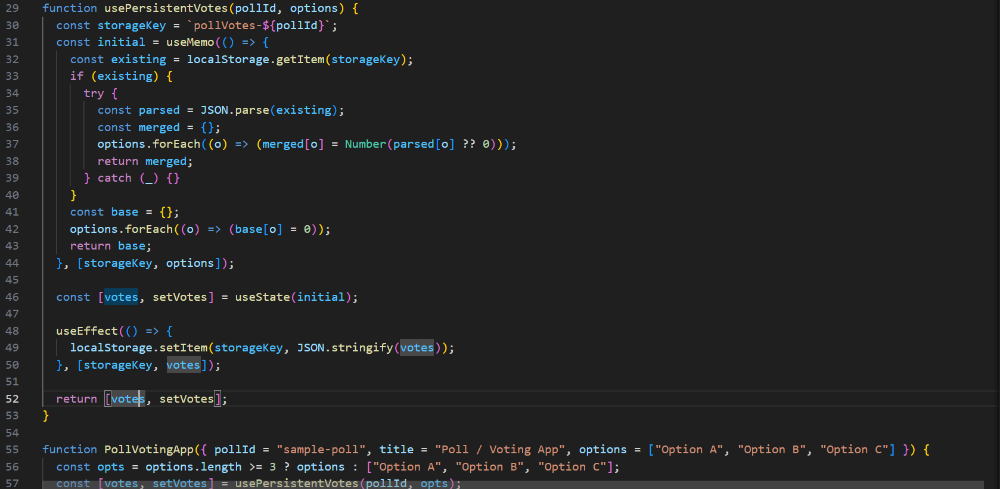 29 function usePersistentVotes(pollId, options) {
30   const storageKey = `pollVotes-${pollId}`;
31   const initial = useMemo(() => {
32     const existing = localStorage.getItem(storageKey);
33     if (existing) {
34       try {
35         const parsed = JSON.parse(existing);
36         const merged = {};
37         options.forEach((o) => (merged[o] = Number(parsed[o] ?? 0)));
38         return merged;
39       } catch (_) {}
40     }
41     const base = {};
42     options.forEach((o) => (base[o] = 0));
43     return base;
44   }, [storageKey, options]);
45
46   const [votes, setVotes] = useState(initial);
47
48   useEffect(() => {
49     localStorage.setItem(storageKey, JSON.stringify(votes));
50   }, [storageKey, votes]);
51
52   return [votes, setVotes];
53 }
54
55 function PollVotingApp({ pollId = "sample-poll", title = "Poll / Voting App", options = ["Option A", "Option B", "Option C"] }) {
56   const opts = options.length >= 3 ? options : ["Option A", "Option B", "Option C"];
57   const [votes, setVotes] = usePersistentVotes(pollId, opts);